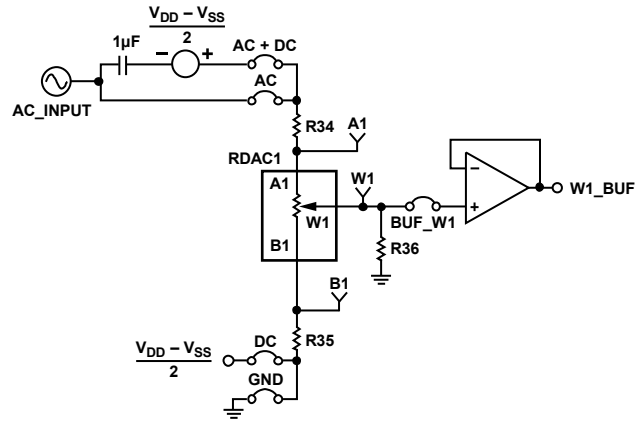 V_DD – V_SS
2
1µF
–
+
AC + DC
AC_INPUT
AC
R34
A1
RDAC1
A1
W1
B1
W1
BUF_W1
R36
–
+
W1_BUF
B1
R35
V_DD – V_SS
2
DC
GND